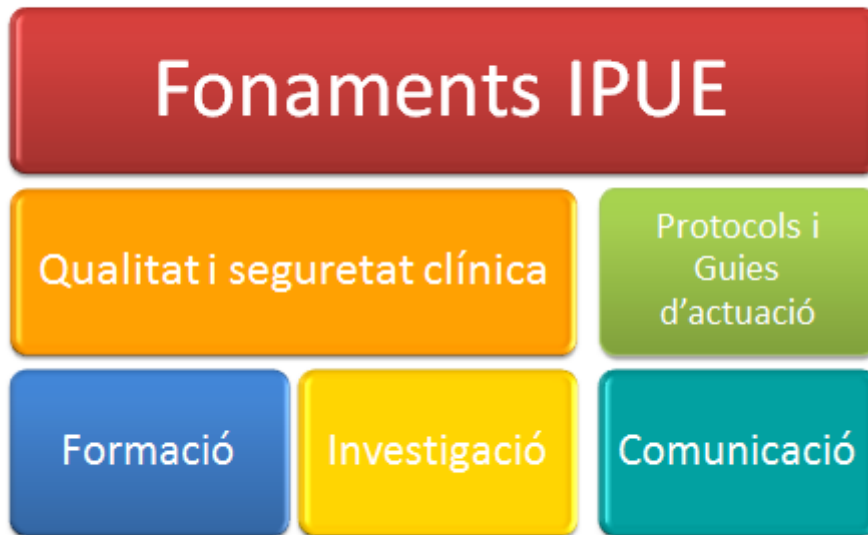 Fonaments IPUE
Qualitat i seguretat clínica
Protocols i
Guies
d'actuació
Formació
Investigació
Comunicació